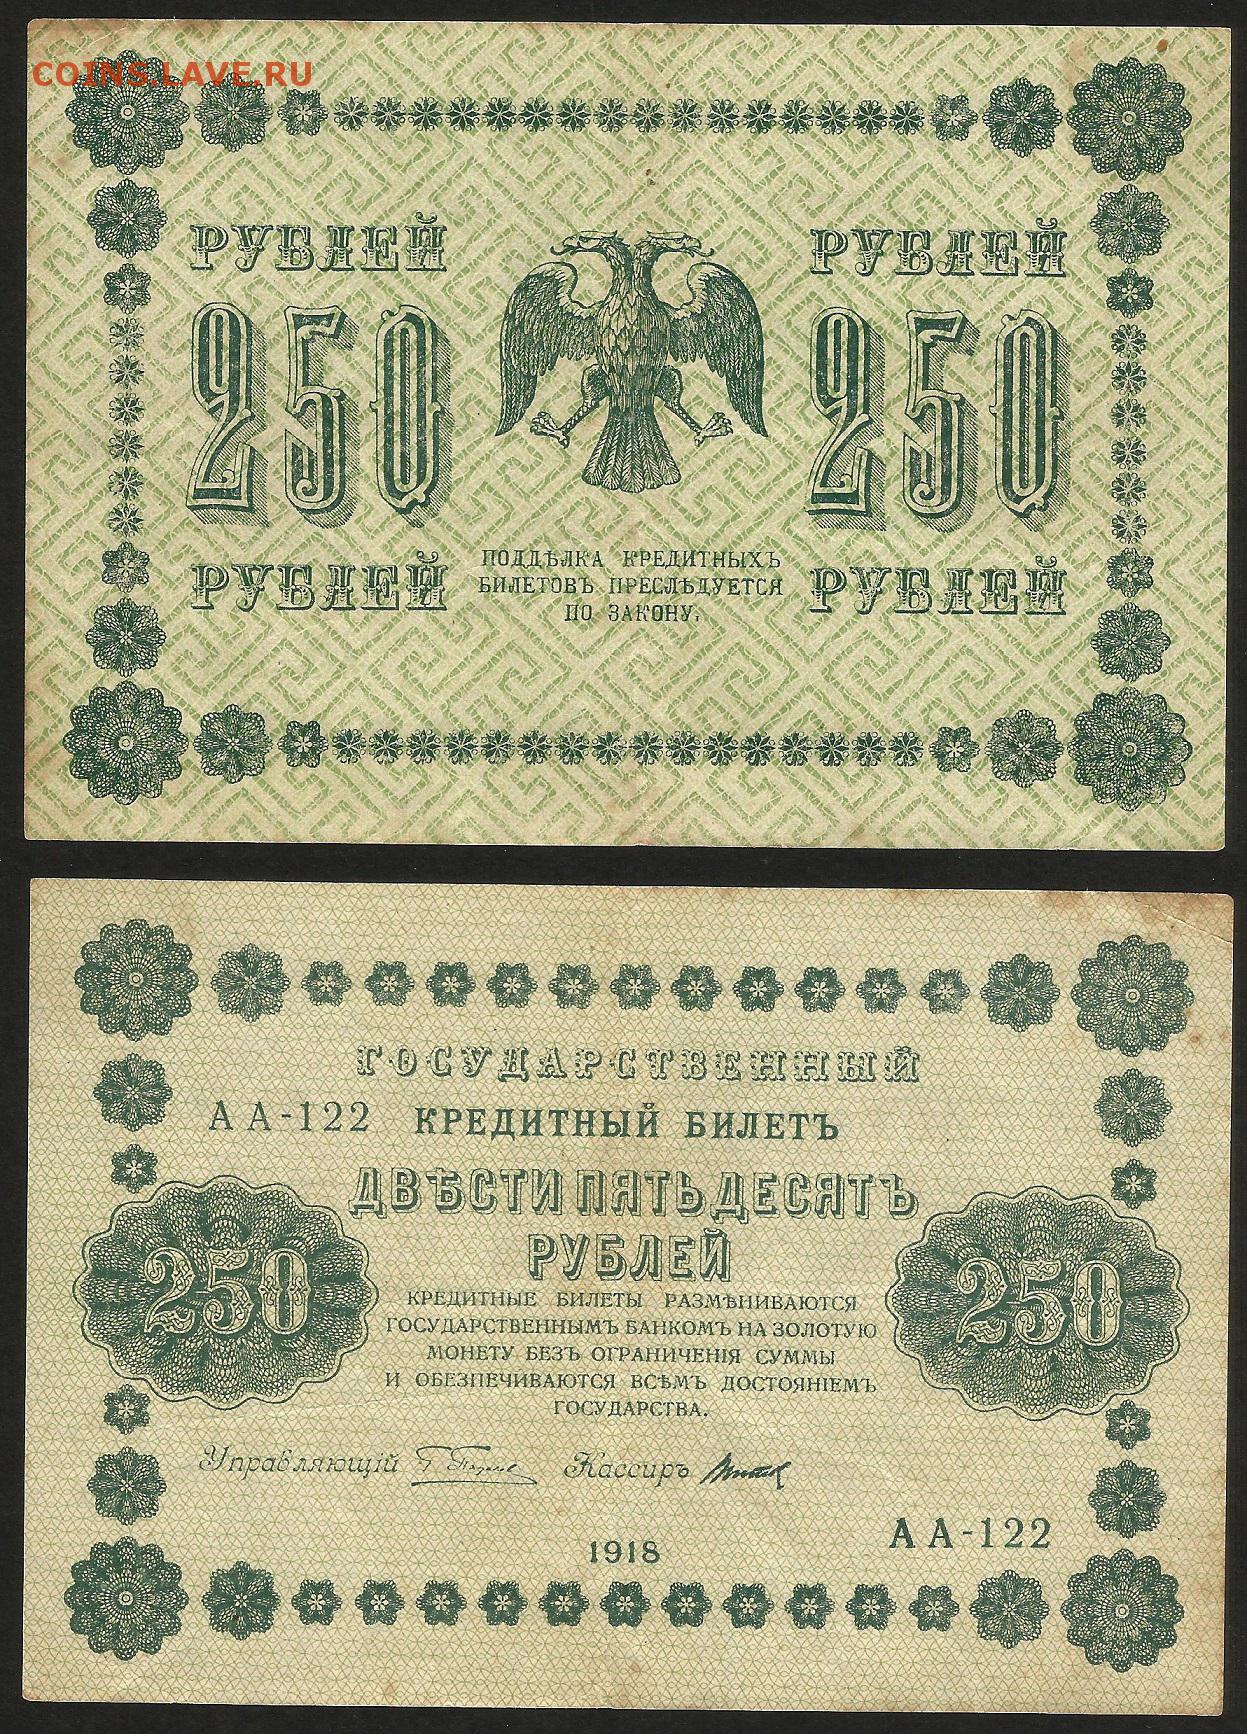 COINS.LAVE.RU
РУБЛЕЙ РУБЛЕЙ
250 250
РУБЛЕЙ РУБЛЕЙ
ПОДДѢЛКА КРЕДИТНЫХЪ
БИЛЕТОВЪ ПРЕСЛѢДУЕТСЯ
ПО ЗАКОНУ.
ГОСУДАРСТВЕННЫЙ
АА-122 КРЕДИТНЫЙ БИЛЕТЪ
ДВѢСТИ ПЯТЬДЕСЯТЪ
РУБЛЕЙ
250 250
КРЕДИТНЫЕ БИЛЕТЫ РАЗМѢНИВАЮТСЯ
ГОСУДАРСТВЕННЫМЪ БАНКОМЪ НА ЗОЛОТУЮ
МОНЕТУ БЕЗЪ ОГРАНИЧЕНІЯ СУММЫ
И ОБЕЗПЕЧИВАЮТСЯ ВСѢМЪ ДОСТОЯНІЕМЪ
ГОСУДАРСТВА.
Управляющій Кассиръ
АА-122
1918